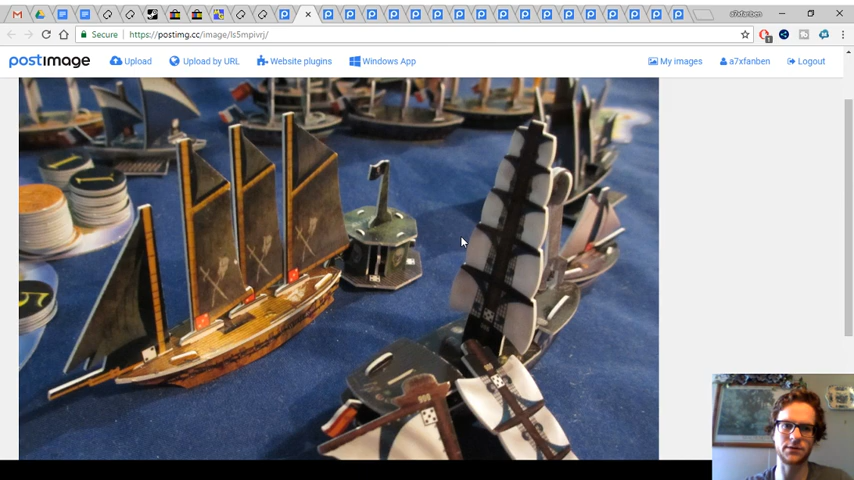 a7xfanben
Secure
https://postimg.cc/image/ls5mpivrj/
postimage
Upload
Upload by URL
Website plugins
Windows App
My images
a7xfanben
Logout